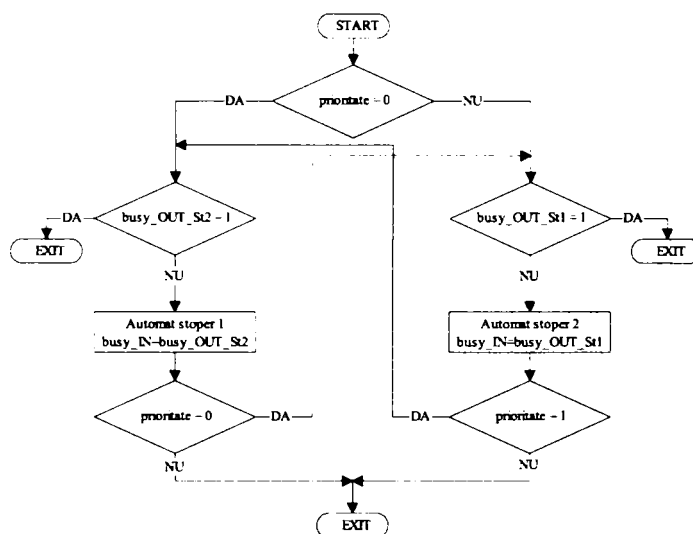 START
prioritate = 0
DA
NU
busy_OUT_St2 = 1
busy_OUT_St1 = 1
DA
DA
EXIT
EXIT
NU
NU
Automat stoper 1
busy_IN=busy_OUT_St2
Automat stoper 2
busy_IN=busy_OUT_St1
prioritate = 0
DA
DA
prioritate = 1
NU
NU
EXIT